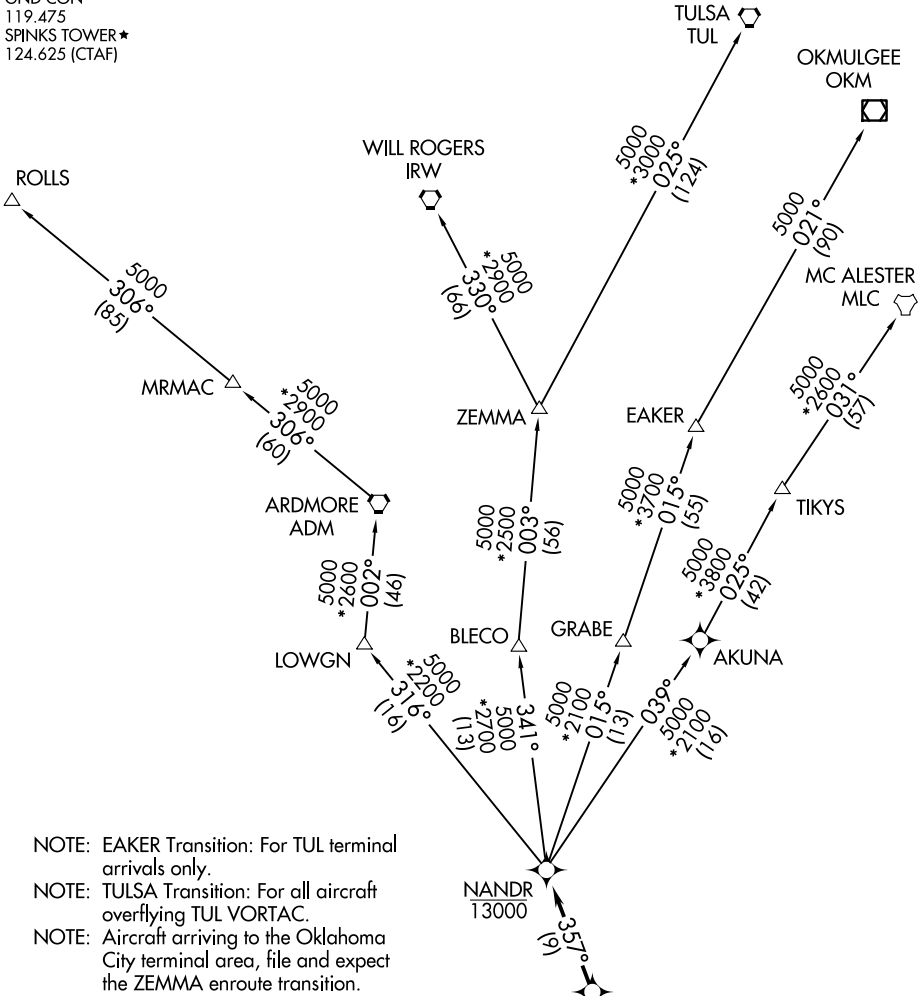 119.475
SPINKS TOWER★
124.625 (CTAF)
TULSA
TUL
OKMULGEE
OKM
WILL ROGERS
IRW
ROLLS
5000
*3000
025°
(124)
5000
021°
(90)
MC ALESTER
MLC
5000
306°
(85)
5000
*2900
330°
(66)
MRMAC
5000
*2900
306°
(60)
ZEMMA
EAKER
5000
*2600
031°
(57)
ARDMORE
ADM
5000
*2500
003°
(56)
5000
*3700
015°
(55)
TIKYS
5000
*2600
002°
(46)
5000
*3800
025°
(42)
LOWGN
BLECO
GRABE
AKUNA
5000
*2200
316°
(16)
341°
5000
*2700
(13)
5000
*2100
015°
(13)
039°
5000
*2100
(16)
NANDR
13000
357°
(9)
NOTE: EAKER Transition: For TUL terminal
arrivals only.
NOTE: TULSA Transition: For all aircraft
overflying TUL VORTAC.
NOTE: Aircraft arriving to the Oklahoma
City terminal area, file and expect
the ZEMMA enroute transition.